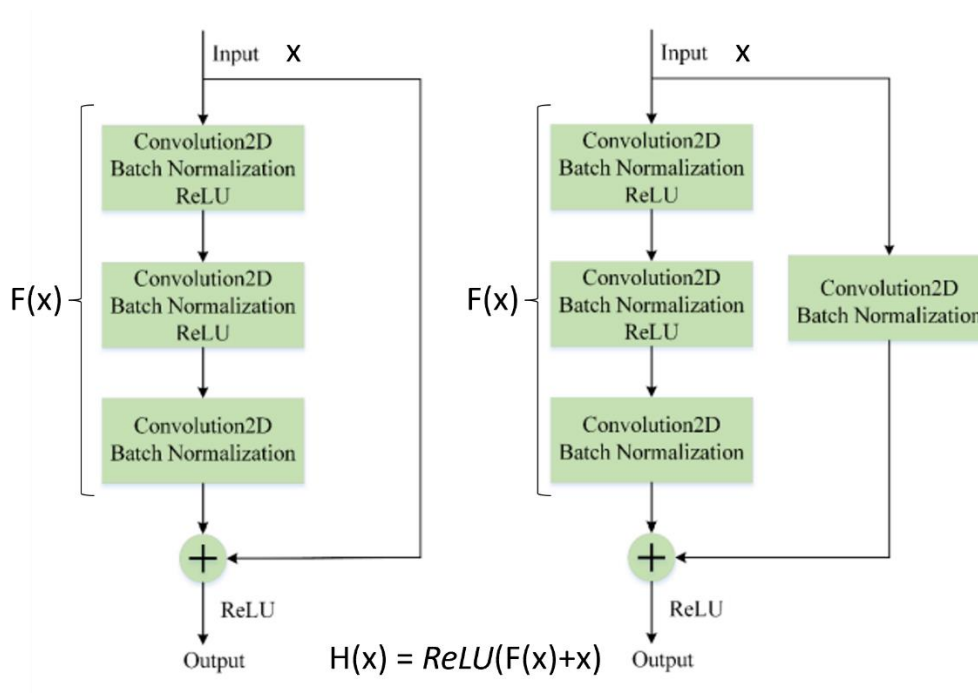 Input x
Convolution2D
Batch Normalization
ReLU
F(x)
Convolution2D
Batch Normalization
ReLU
Convolution2D
Batch Normalization
+
ReLU
Output
Input x
Convolution2D
Batch Normalization
ReLU
F(x)
Convolution2D
Batch Normalization
ReLU
Convolution2D
Batch Normalization
Convolution2D
Batch Normalization
+
ReLU
Output
H(x) = ReLU(F(x)+x)